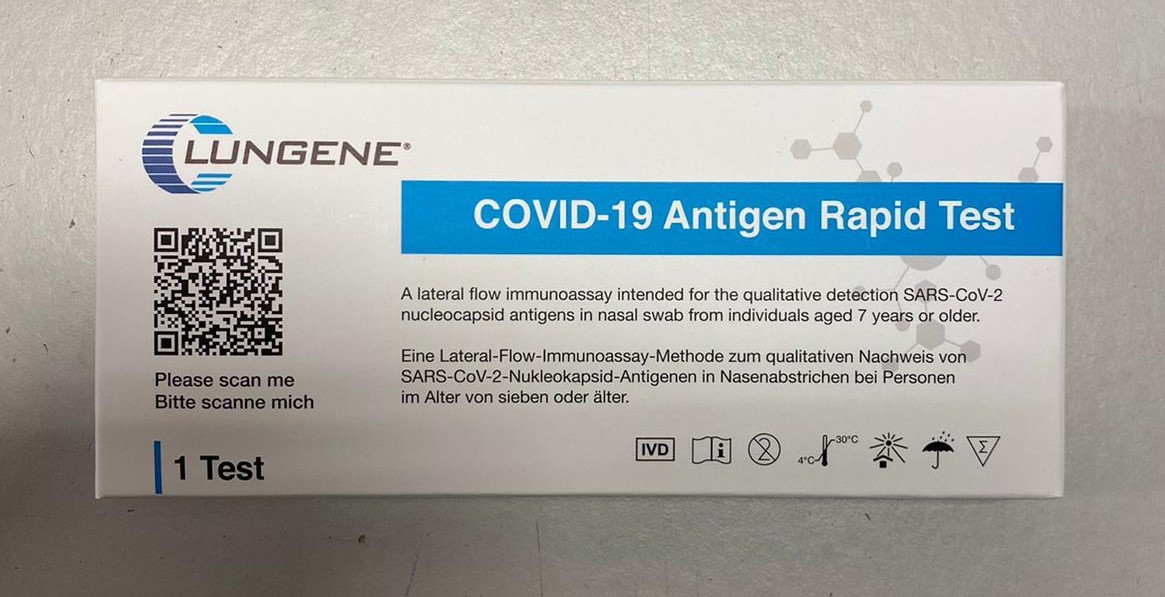 LUNGENE®
COVID-19 Antigen Rapid Test
A lateral flow immunoassay intended for the qualitative detection SARS-CoV-2
nucleocapsid antigens in nasal swab from individuals aged 7 years or older.
Eine Lateral-Flow-Immunoassay-Methode zum qualitativen Nachweis von
SARS-CoV-2-Nukleokapsid-Antigenen in Nasenabstrichen bei Personen
im Alter von sieben oder älter.
Please scan me
Bitte scanne mich
1 Test
IVD i 2 4°C 30°C Σ